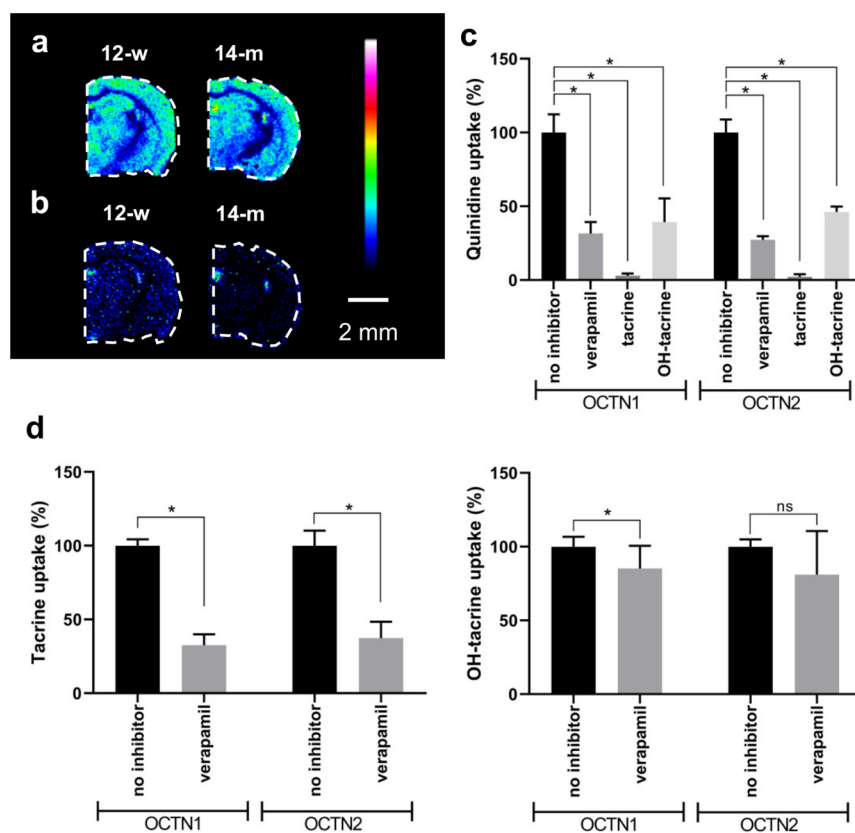 a
12-w 14-m
b
12-w 14-m
2 mm
c
Quinidine uptake (%)
150
100
50
0
* * *
* * *
no inhibitor verapamil tacrine OH-tacrine no inhibitor verapamil tacrine OH-tacrine
OCTN1 OCTN2
d
Tacrine uptake (%)
150
100
50
0
* *
no inhibitor verapamil no inhibitor verapamil
OCTN1 OCTN2
OH-tacrine uptake (%)
150
100
50
0
* ns
no inhibitor verapamil no inhibitor verapamil
OCTN1 OCTN2